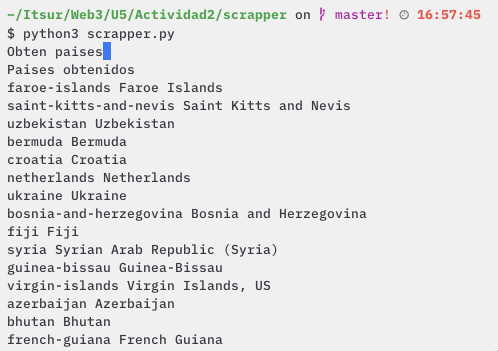 ~/Itsur/Web3/U5/Actividad2/scrapper on master! 16:57:45
$ python3 scrapper.py
Obten paises
Paises obtenidos
faroe-islands Faroe Islands
saint-kitts-and-nevis Saint Kitts and Nevis
uzbekistan Uzbekistan
bermuda Bermuda
croatia Croatia
netherlands Netherlands
ukraine Ukraine
bosnia-and-herzegovina Bosnia and Herzegovina
fiji Fiji
syria Syrian Arab Republic (Syria)
guinea-bissau Guinea-Bissau
virgin-islands Virgin Islands, US
azerbaijan Azerbaijan
bhutan Bhutan
french-guiana French Guiana